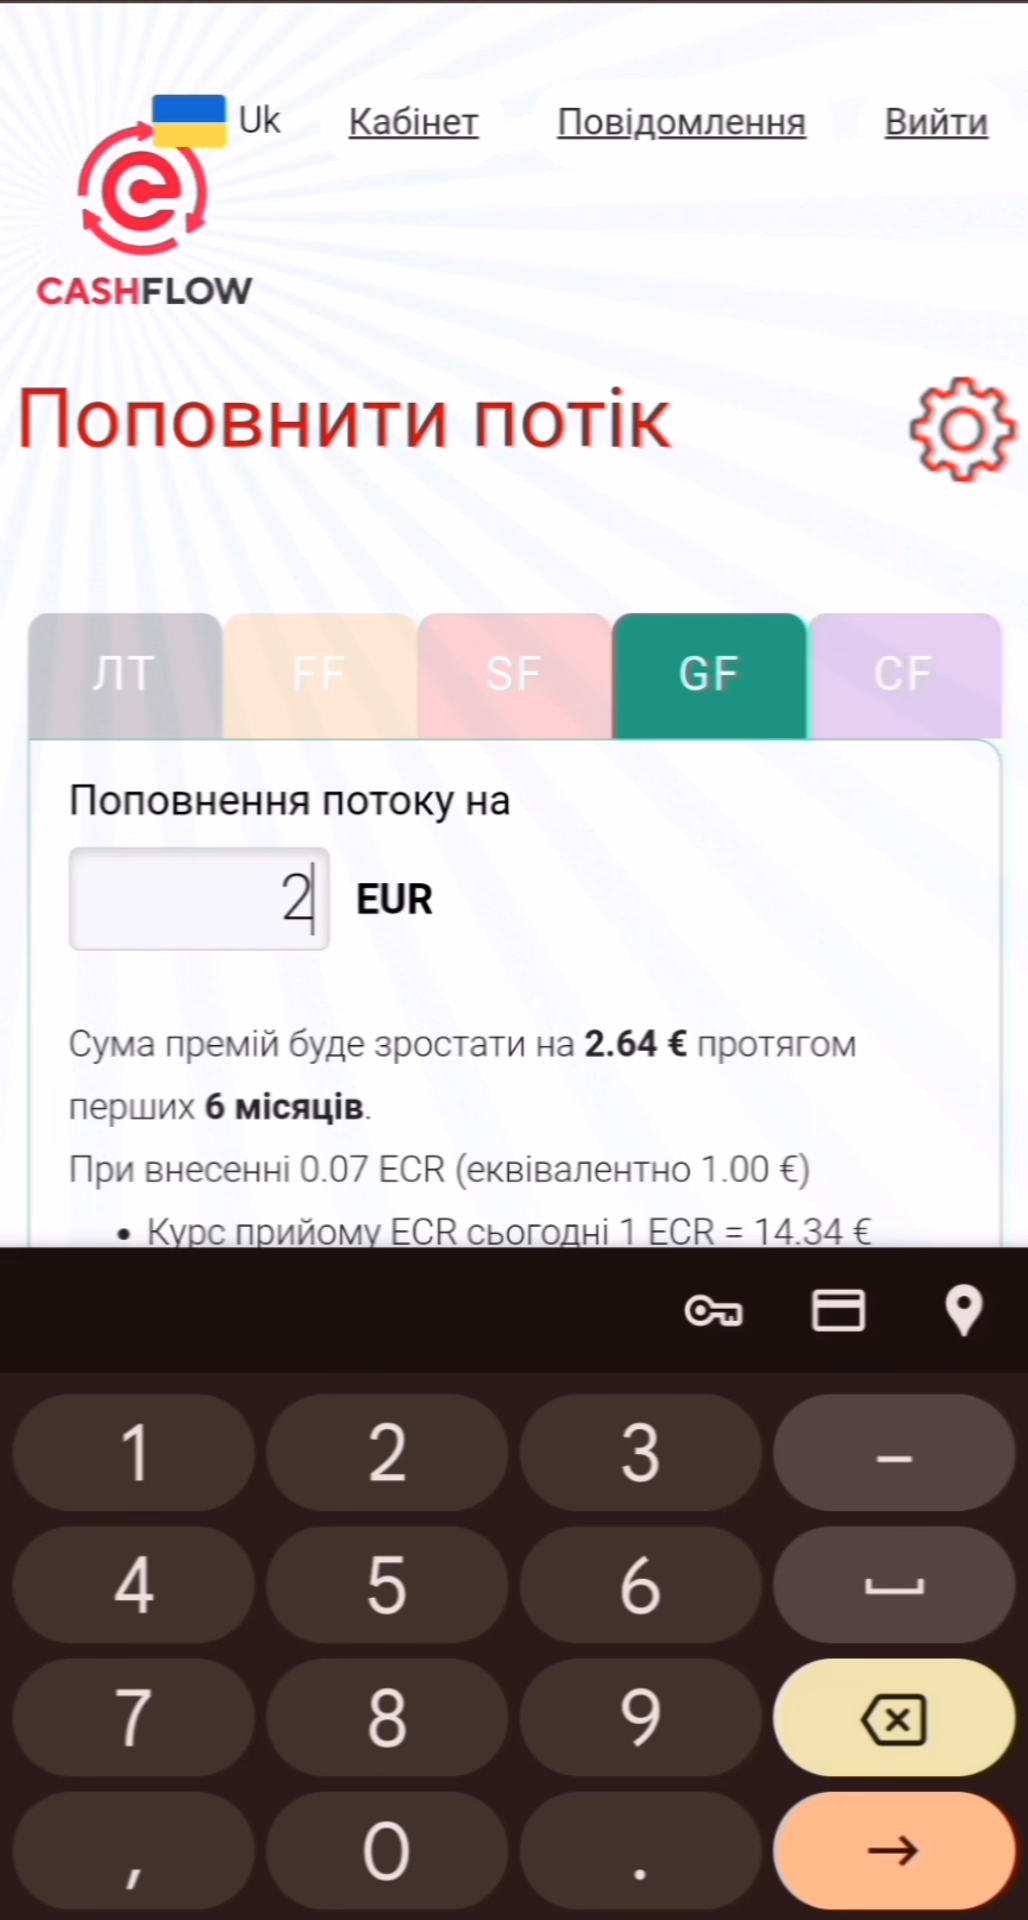 Uk
Кабінет
Повідомлення
Вийти
CASHFLOW
Поповнити потік
ЛТ
FF
SF
GF
CF
Поповнення потоку на
2 EUR
Сума премій буде зростати на 2.64 € протягом
перших 6 місяців.
При внесенні 0.07 ECR (еквівалентно 1.00 €)
• Курс прийому ECR сьогодні 1 ECR = 14.34 €
1 2 3 –
4 5 6
7 8 9
, 0 .